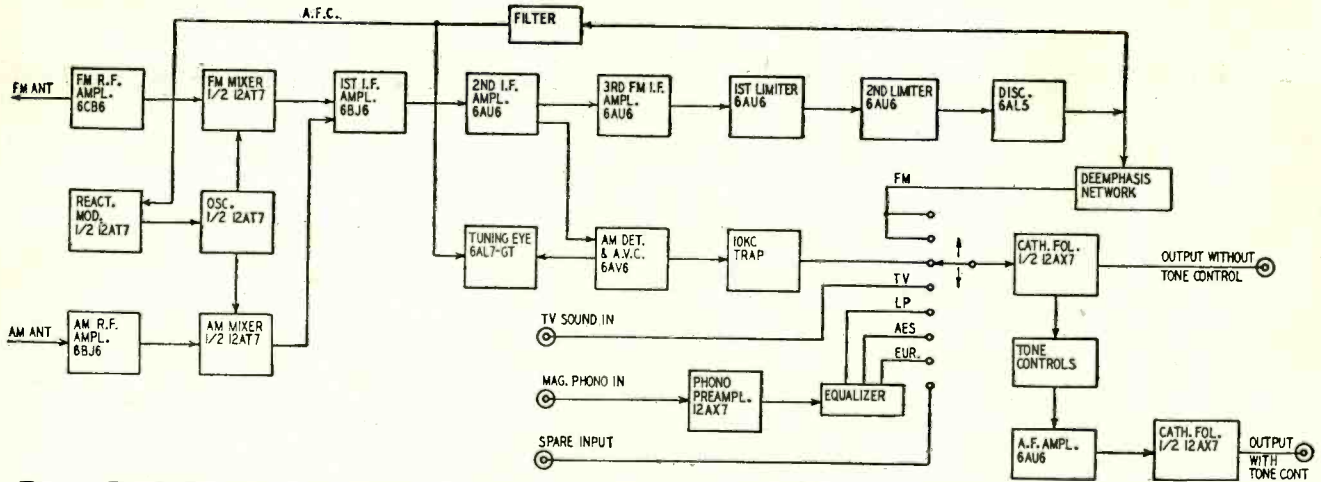 A.F.C.
FILTER
FM ANT
FM R.F.
AMPL.
6CB6
FM MIXER
1/2 12AT7
1ST I.F.
AMPL.
6BJ6
2ND I.F.
AMPL.
6AU6
3RD FM I.F.
AMPL.
6AU6
1ST LIMITER
6AU6
2ND LIMITER
6AU6
DISC.
6AL5
REACT.
MOD.
1/2 12AT7
OSC.
1/2 12AT7
FM
DEEMPHASIS
NETWORK
TUNING EYE
6AL7-GT
AM DET.
& A.V.C.
6AV6
10KC
TRAP
CATH. FOL.
1/2 12AX7
OUTPUT WITHOUT
TONE CONTROL
AM ANT
AM R.F.
AMPL.
6BJ6
AM MIXER
1/2 12AT7
TV
TV SOUND IN
LP
AES
EUR.
MAG. PHONO IN
PHONO
PREAMPL.
12AX7
EQUALIZER
TONE
CONTROLS
SPARE INPUT
A.F. AMPL.
6AU6
CATH. FOL.
1/2 12AX7
OUTPUT
WITH
TONE CONT